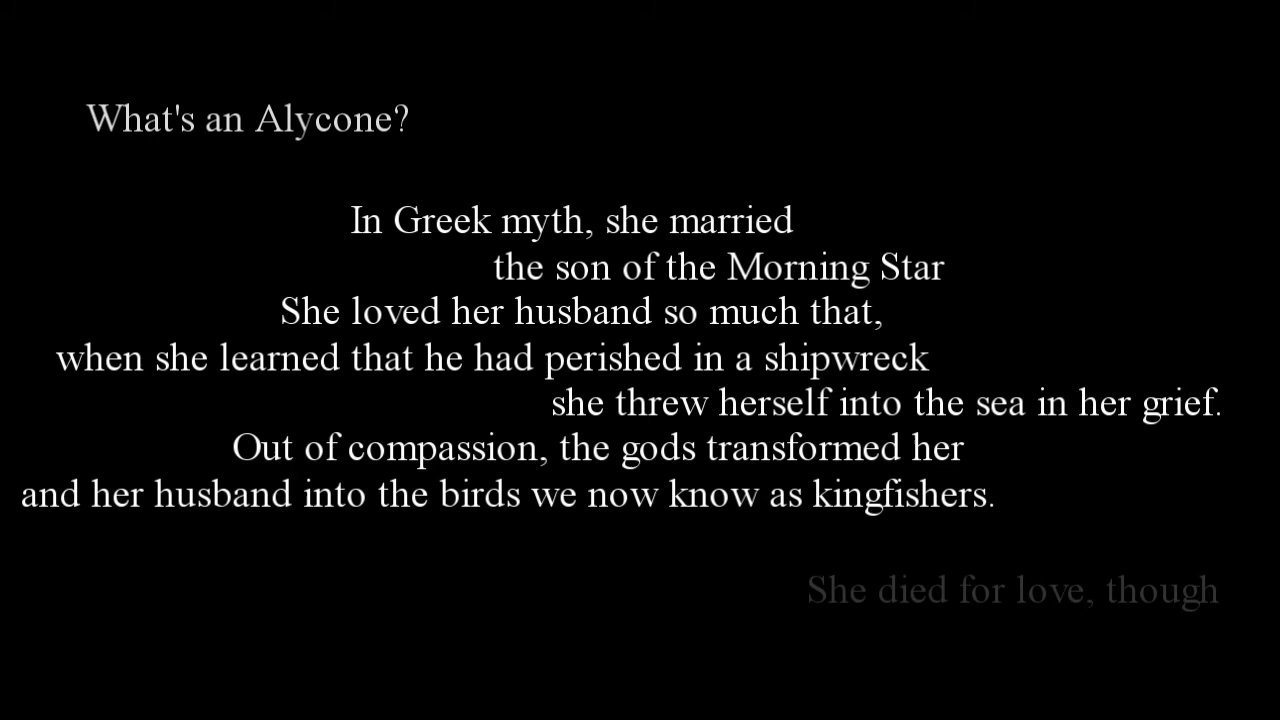 What's an Alycone?
In Greek myth, she married
the son of the Morning Star
She loved her husband so much that,
when she learned that he had perished in a shipwreck
she threw herself into the sea in her grief.
Out of compassion, the gods transformed her
and her husband into the birds we now know as kingfishers.
She died for love, though